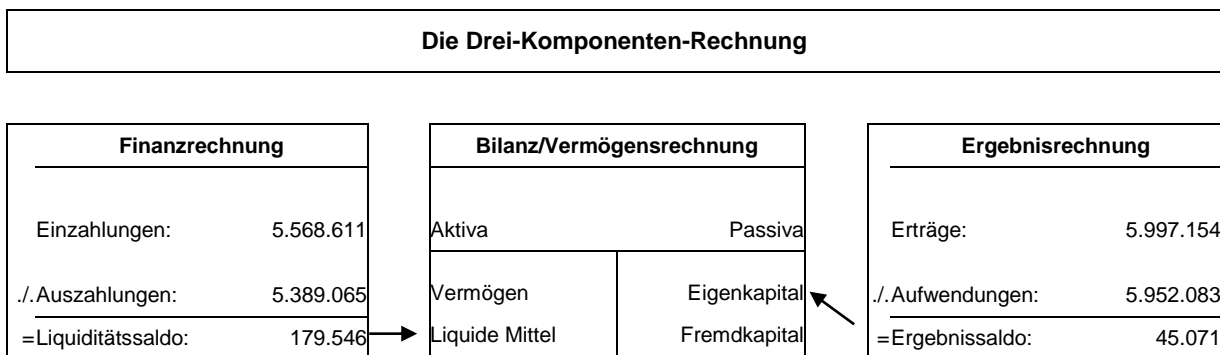 Die Drei-Komponenten-Rechnung
Finanzrechnung
Einzahlungen: 5.568.611
./. Auszahlungen: 5.389.065
= Liquiditätssaldo: 179.546
Bilanz/Vermögensrechnung
Aktiva Passiva
Vermögen Eigenkapital
Liquide Mittel Fremdkapital
Ergebnisrechnung
Erträge: 5.997.154
./. Aufwendungen: 5.952.083
= Ergebnissaldo: 45.071